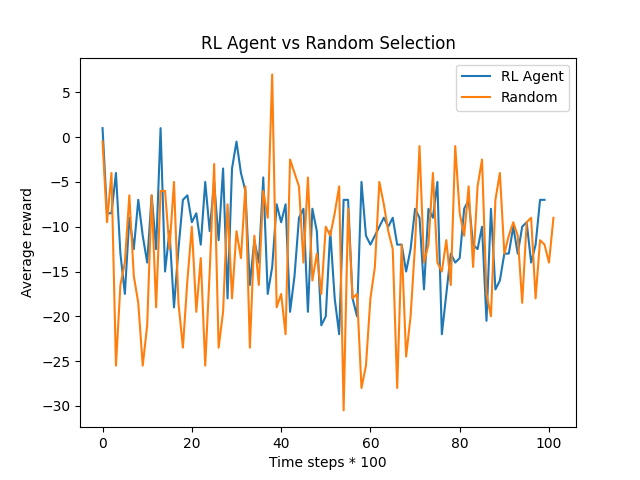 RL Agent vs Random Selection
RL Agent
Random
Average reward
5
0
−5
−10
−15
−20
−25
−30
0 20 40 60 80 100
Time steps * 100